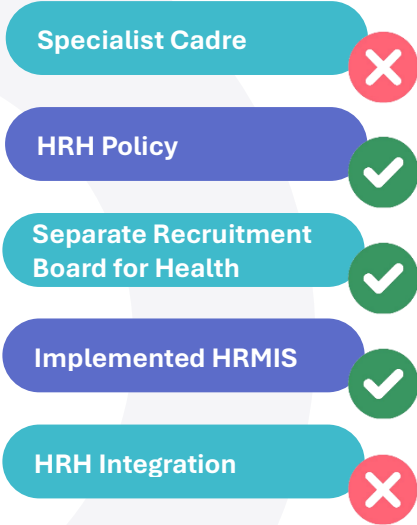 Specialist Cadre
HRH Policy
Separate Recruitment
Board for Health
Implemented HRMIS
HRH Integration